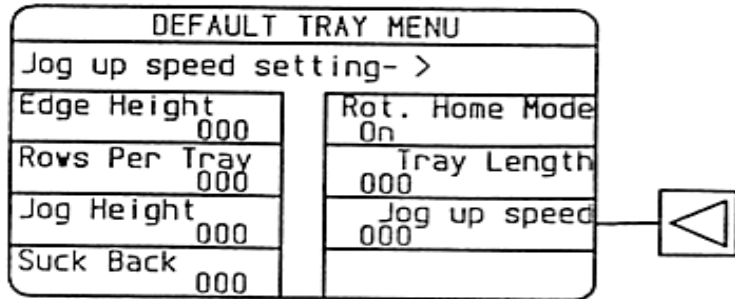 DEFAULT TRAY MENU
Jog up speed setting- >
Edge Height
000
Rows Per Tray
000
Jog Height
000
Suck Back
000
Rot. Home Mode
On
Tray Length
000
Jog up speed
000